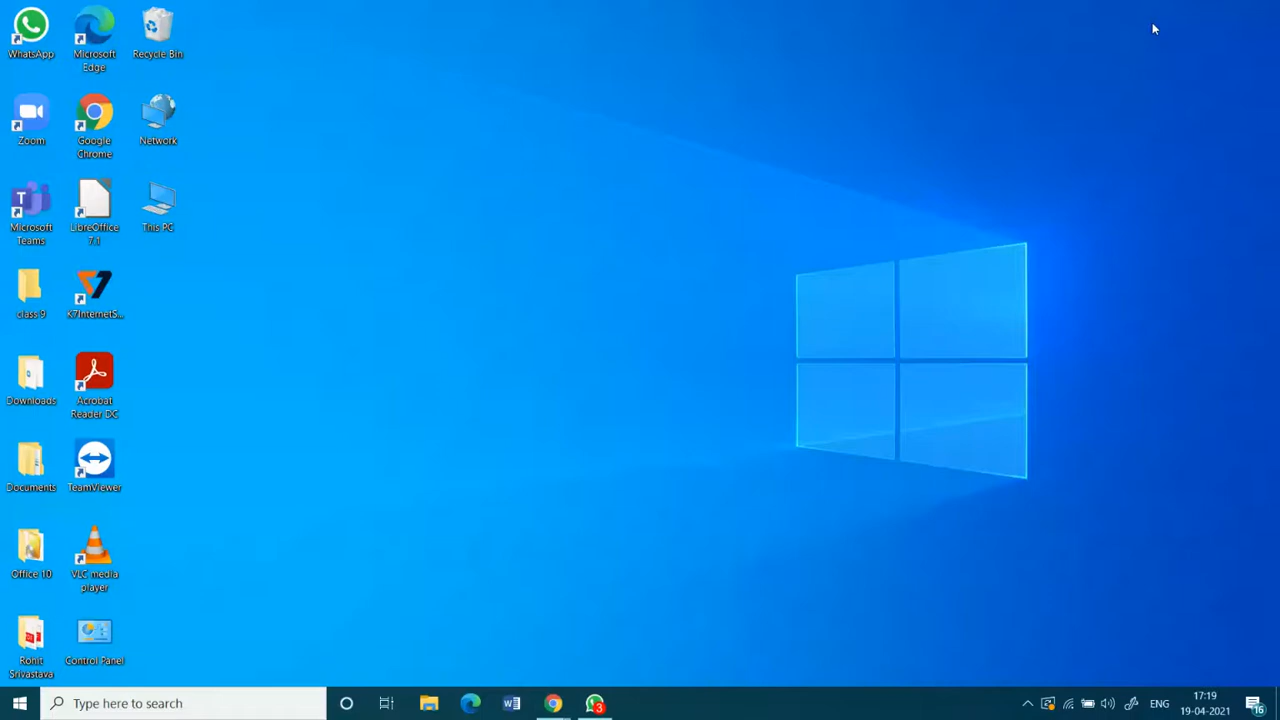 WhatsApp
Microsoft
Edge
Recycle Bin
Zoom
Google
Chrome
Network
Microsoft
Teams
LibreOffice
7.1
This PC
class 9
K7InternetS...
Downloads
Acrobat
Reader DC
Documents
TeamViewer
Office 10
VLC media
player
Rohit
Srivastava
Control Panel
Type here to search
3
ENG
17:19
19-04-2021
16